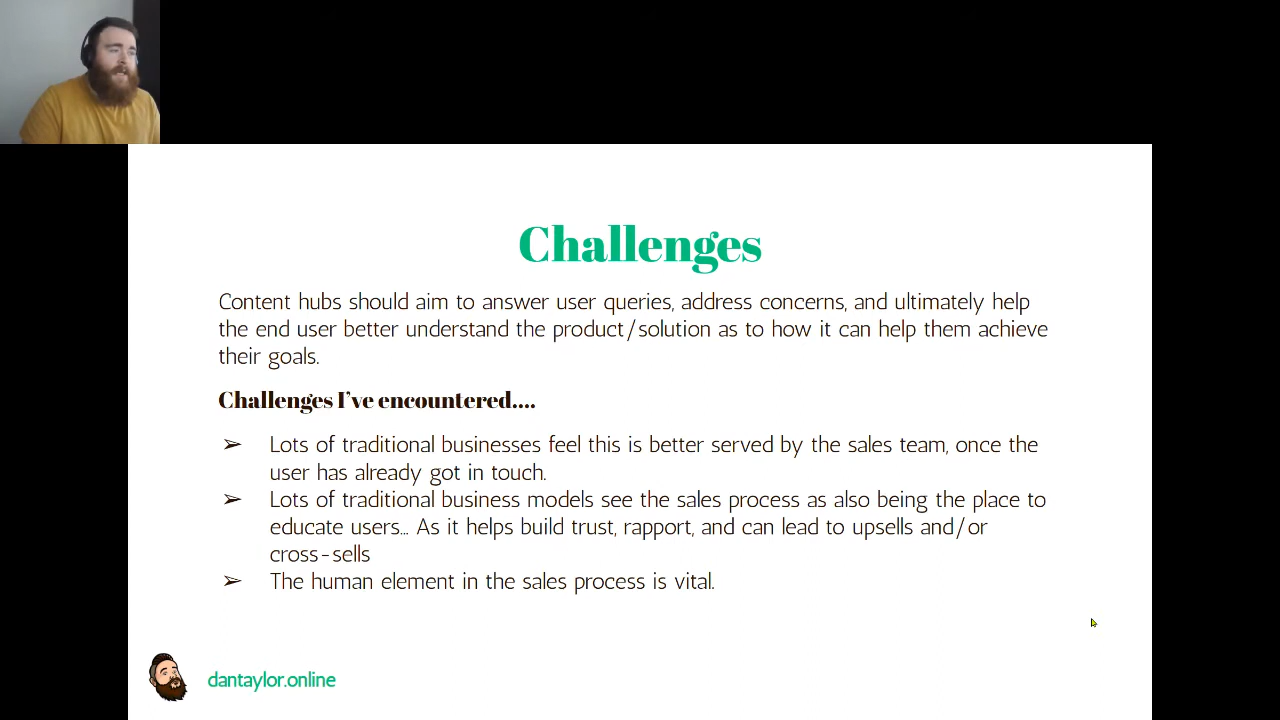 Challenges
Content hubs should aim to answer user queries, address concerns, and ultimately help
the end user better understand the product/solution as to how it can help them achieve
their goals.
Challenges I've encountered....
➢ Lots of traditional businesses feel this is better served by the sales team, once the
user has already got in touch.
➢ Lots of traditional business models see the sales process as also being the place to
educate users... As it helps build trust, rapport, and can lead to upsells and/or
cross-sells
➢ The human element in the sales process is vital.
dantaylor.online